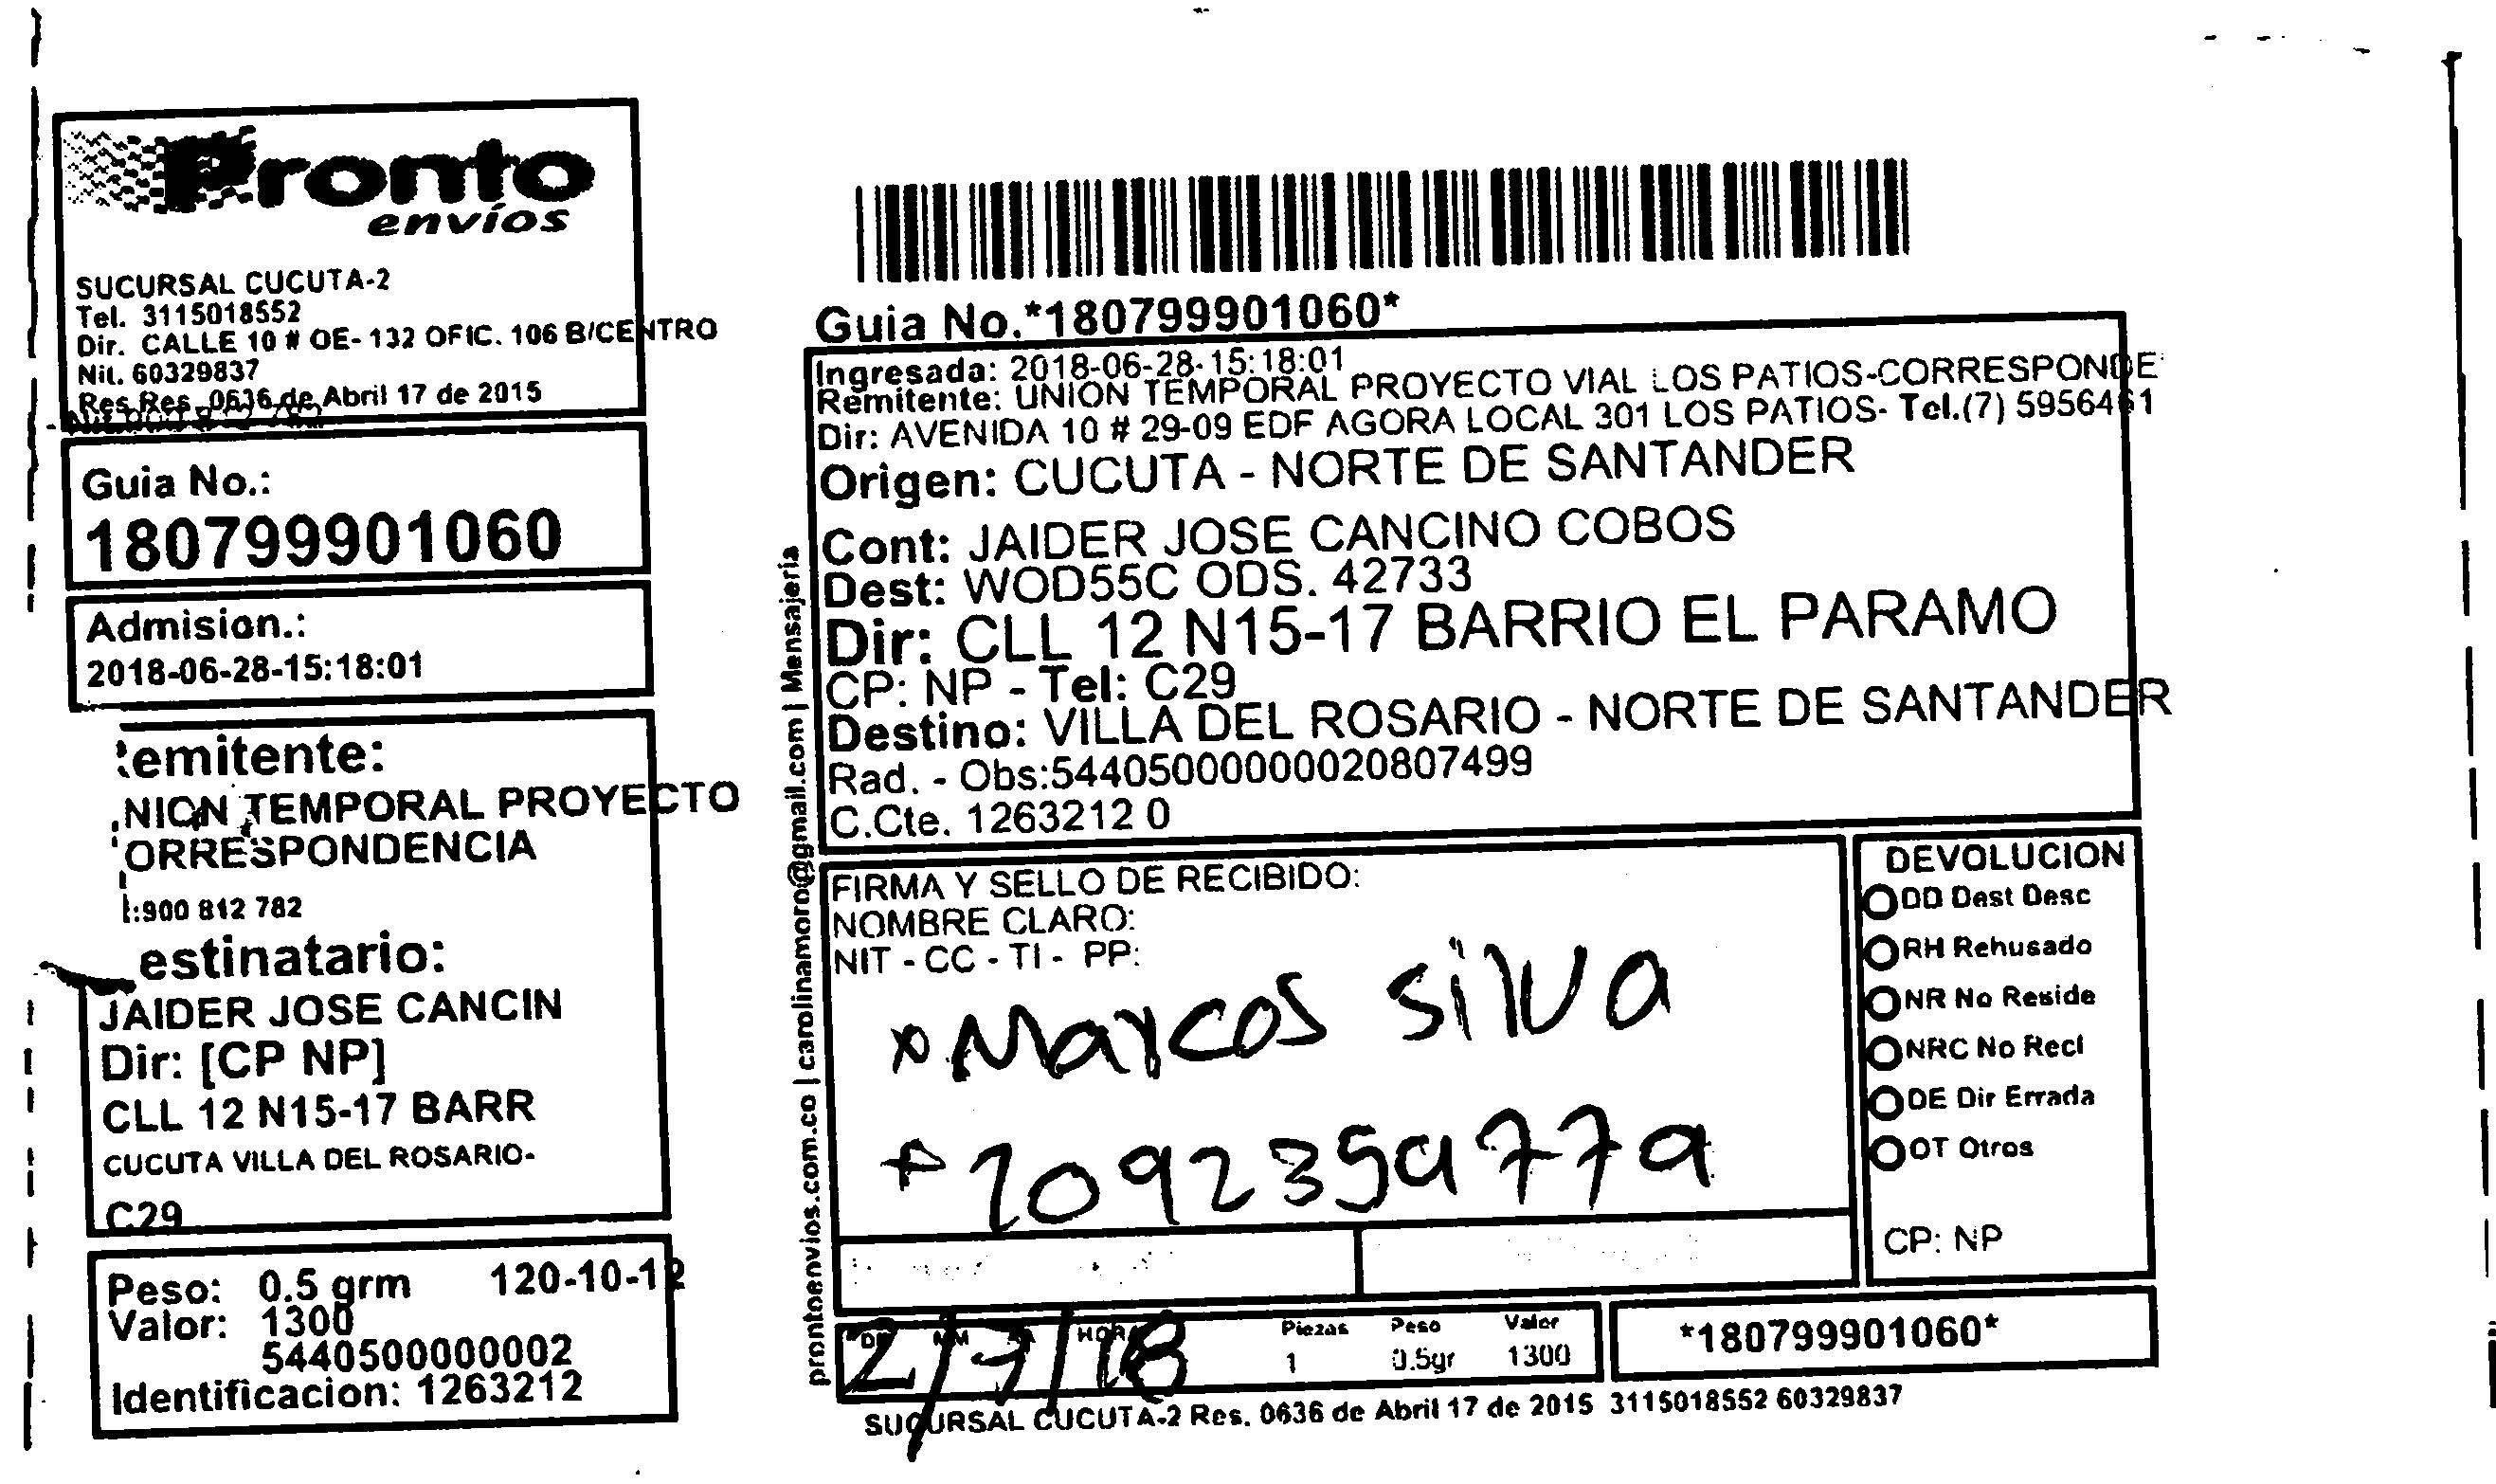 Pronto
envíos
SUCURSAL CUCUTA-2
Tel. 3115018552
Dir. CALLE 10 # OE-132 OFIC. 106 B/CENTRO
Nit. 60329837
Res Res. 0636 de Abril 17 de 2015
Guia No.:
180799901060
Admision.:
2018-06-28-15:18:01
emitente:
NION TEMPORAL PROYECTO
ORRESPONDENCIA
:900 812 782
estinatario:
JAIDER JOSE CANCIN
Dir: [CP NP]
CLL 12 N15-17 BARR
CUCUTA VILLA DEL ROSARIO-
C29
Peso: 0.5 grm 120-10-12
Valor: 1300
5440500000002
Identificacion: 1263212
prontoenvios.com.co | carolinamoro@gmail.com | Mensajeria
Guia No.*180799901060*
Ingresada: 2018-06-28-15:18:01
Remitente: UNION TEMPORAL PROYECTO VIAL LOS PATIOS-CORRESPONDE
Dir: AVENIDA 10 # 29-09 EDF AGORA LOCAL 301 LOS PATIOS- Tel.(7) 5956461
Origen: CUCUTA - NORTE DE SANTANDER
Cont: JAIDER JOSE CANCINO COBOS
Dest: WOD55C ODS. 42733
Dir: CLL 12 N15-17 BARRIO EL PARAMO
CP: NP - Tel: C29
Destino: VILLA DEL ROSARIO - NORTE DE SANTANDER
Rad. - Obs:54405000000020807499
C.Cte. 1263212 0
FIRMA Y SELLO DE RECIBIDO:
NOMBRE CLARO:
NIT - CC - TI - PP:
x Marcos silva
+ 1092359779
DEVOLUCION
DD Dest Desc
RH Rehusado
NR No Reside
NRC No Recl
DE Dir Errada
OT Otros
CP: NP
DD MM AA HORA Piezas Peso Valor
2/7/18 1 0.5gr 1300
*180799901060*
SUCURSAL CUCUTA-2 Res. 0636 de Abril 17 de 2015 3115018552 60329837